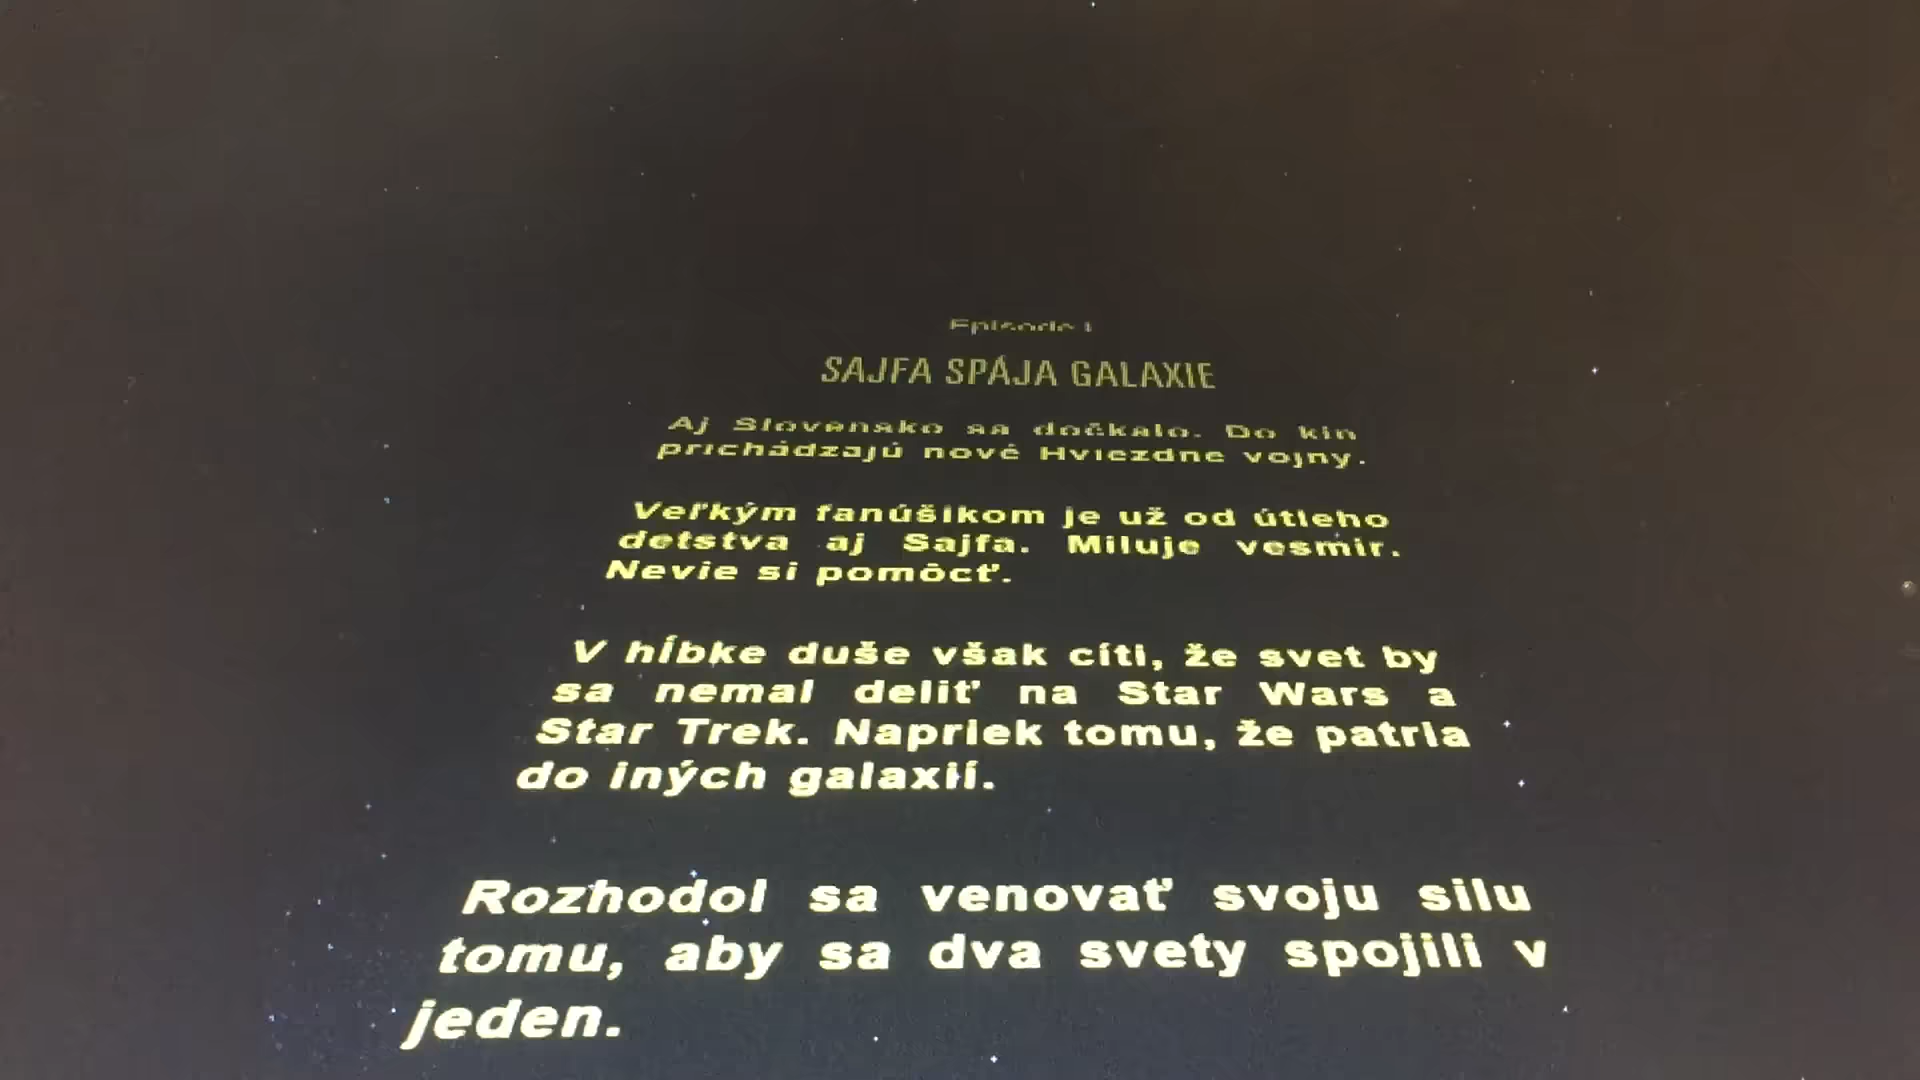 Episode I
SAJFA SPÁJA GALAXIE
Aj Slovensko sa dočkalo. Do kín
prichádzajú nové Hviezdne vojny.
Veľkým fanúšikom je už od útleho
detstva aj Sajfa. Miluje vesmír.
Nevie si pomôcť.
V hĺbke duše však cíti, že svet by
sa nemal deliť na Star Wars a
Star Trek. Napriek tomu, že patria
do iných galaxií.
Rozhodol sa venovať svoju silu
tomu, aby sa dva svety spojili v
jeden.